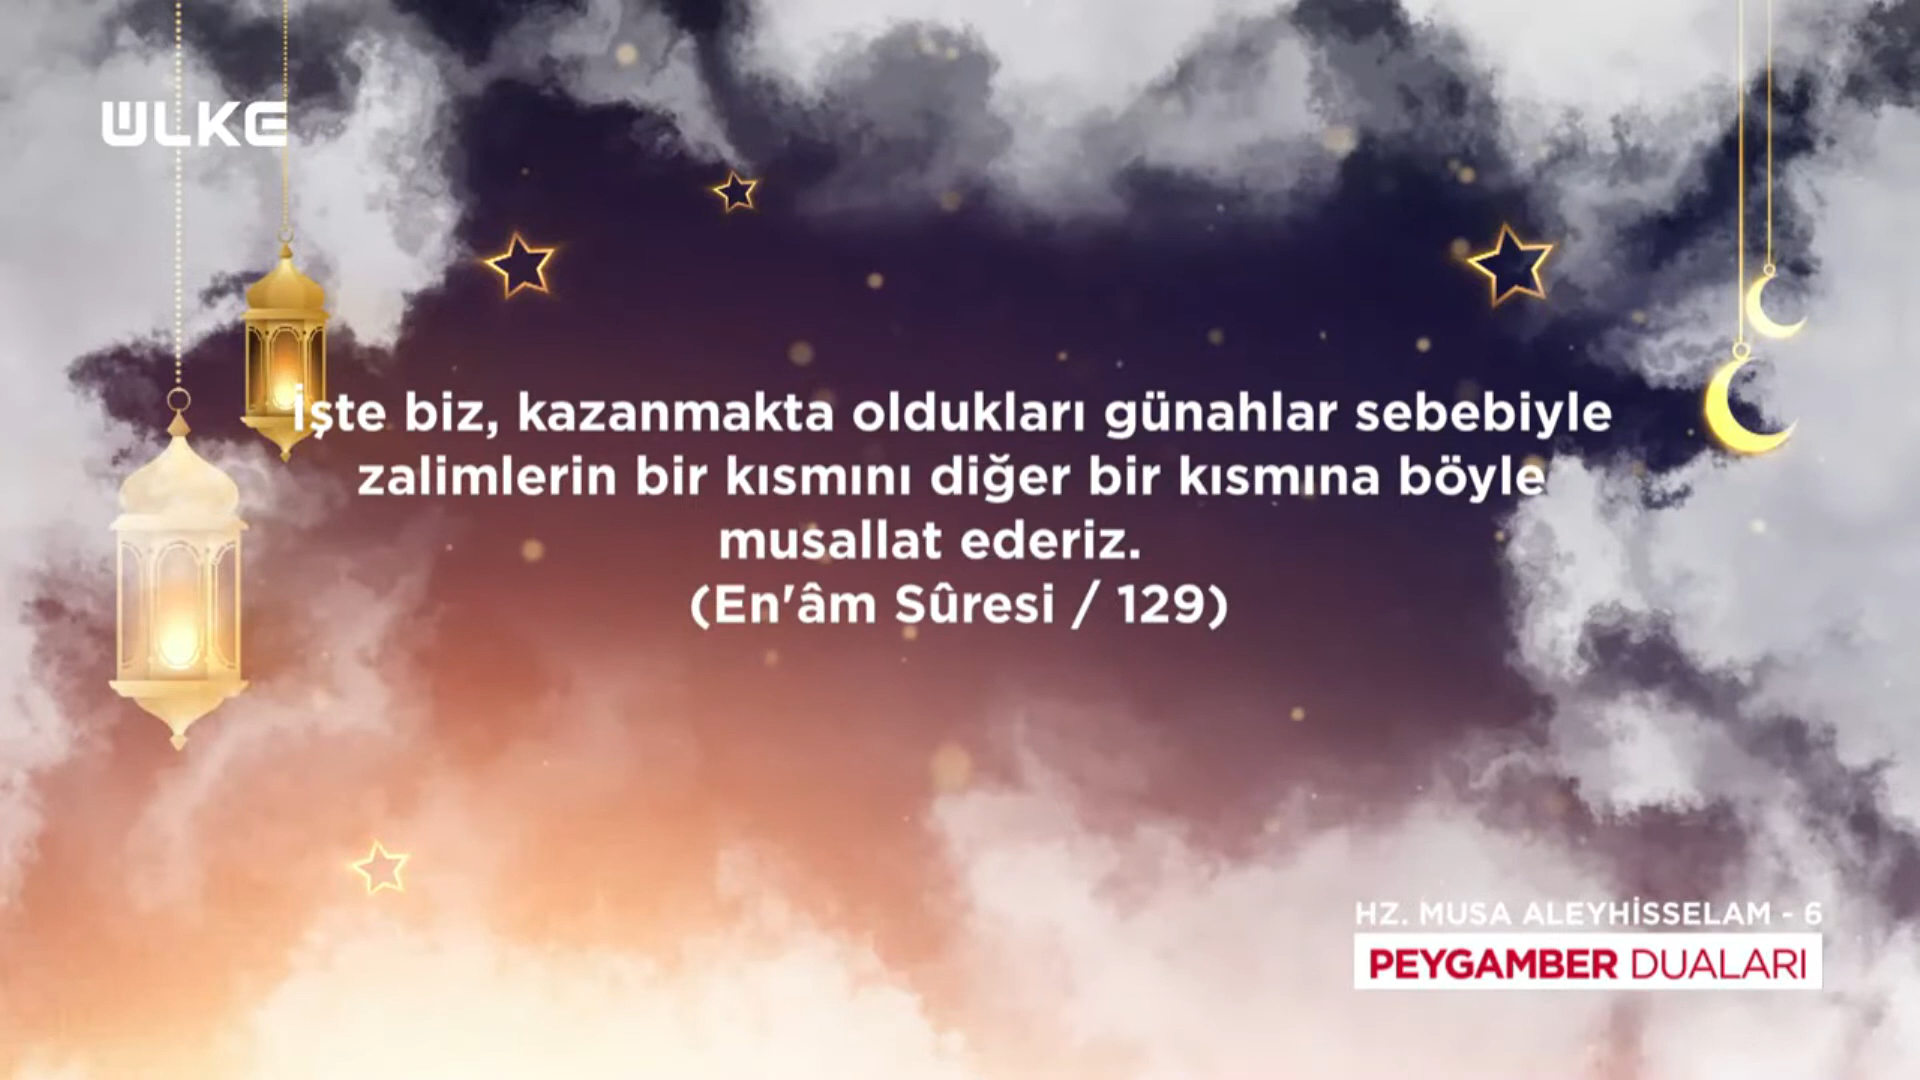 ÜLKE
İşte biz, kazanmakta oldukları günahlar sebebiyle
zalimlerin bir kısmını diğer bir kısmına böyle
musallat ederiz.
(En'âm Sûresi / 129)
HZ. MUSA ALEYHİSSELAM - 6
PEYGAMBER DUALARI